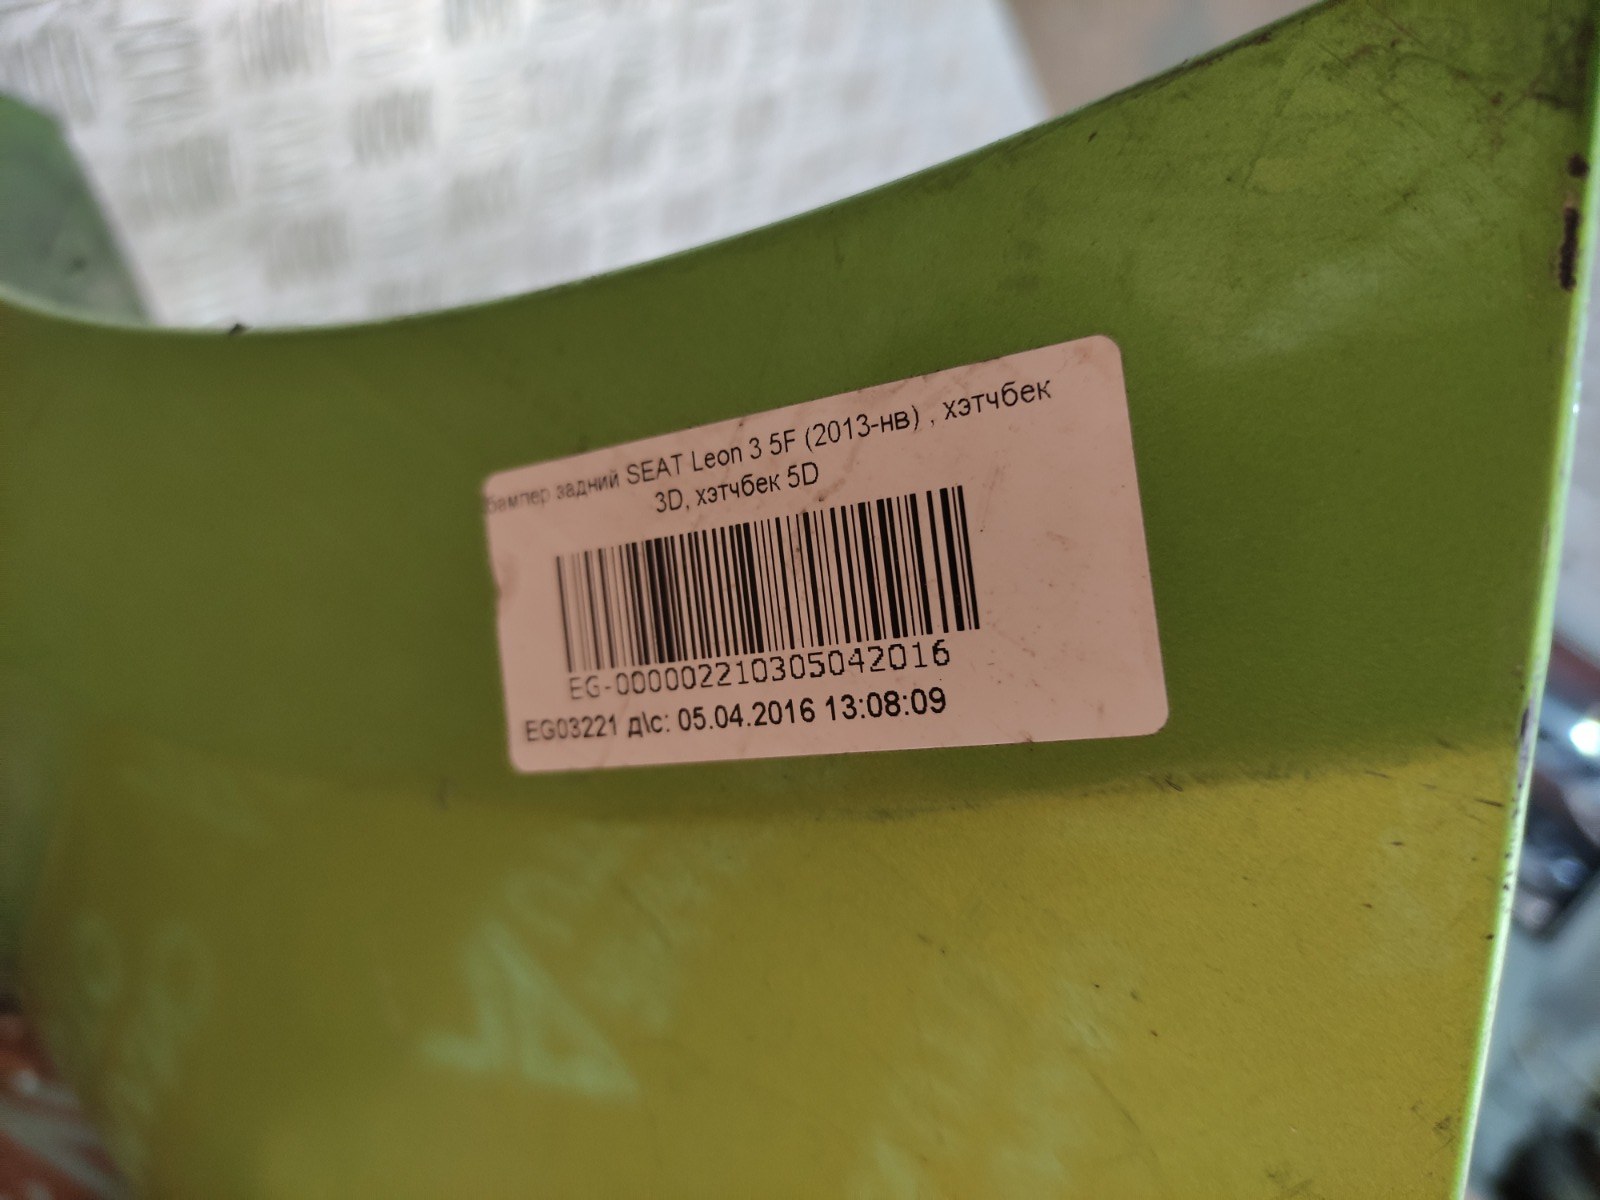 бампер задний SEAT Leon 3 5F (2013-нв) , хэтчбек
3D, хэтчбек 5D
EG-000002210305042016
EG03221 д\с: 05.04.2016 13:08:09